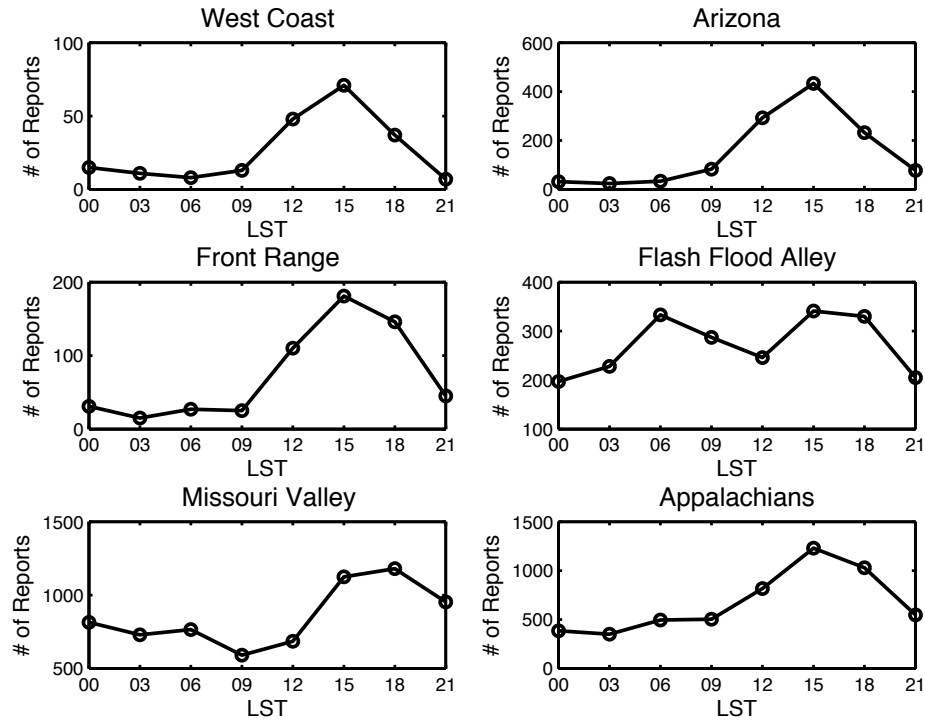 West Coast
# of Reports
100
50
0
00 03 06 09 12 15 18 21
LST
Arizona
# of Reports
600
400
200
0
00 03 06 09 12 15 18 21
LST
Front Range
# of Reports
200
100
0
00 03 06 09 12 15 18 21
LST
Flash Flood Alley
# of Reports
400
300
200
100
00 03 06 09 12 15 18 21
LST
Missouri Valley
# of Reports
1500
1000
500
00 03 06 09 12 15 18 21
LST
Appalachians
# of Reports
1500
1000
500
0
00 03 06 09 12 15 18 21
LST